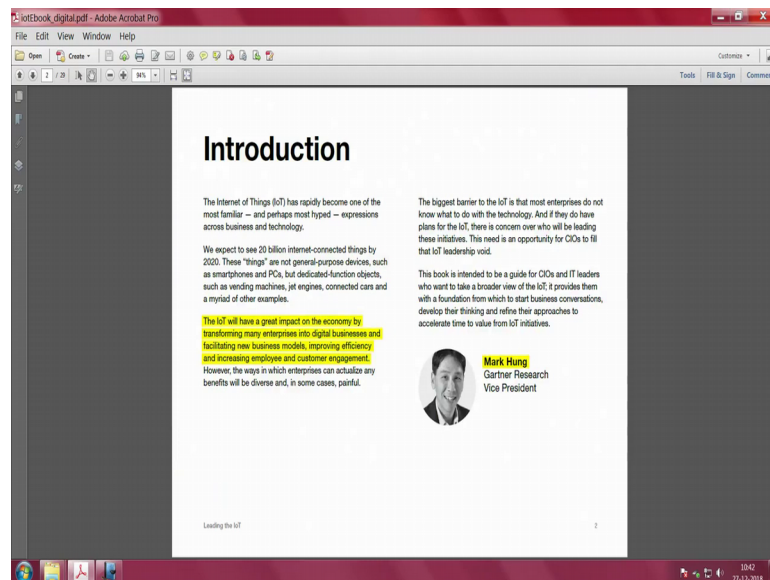 iotEbook_digital.pdf - Adobe Acrobat Pro
File Edit View Window Help
Open Create Customize
2 / 29 94% Tools Fill & Sign Commen
Introduction
The Internet of Things (IoT) has rapidly become one of the
most familiar — and perhaps most hyped — expressions
across business and technology.
We expect to see 20 billion internet-connected things by
2020. These “things” are not general-purpose devices, such
as smartphones and PCs, but dedicated-function objects,
such as vending machines, jet engines, connected cars and
a myriad of other examples.
The IoT will have a great impact on the economy by
transforming many enterprises into digital businesses and
facilitating new business models, improving efficiency
and increasing employee and customer engagement.
However, the ways in which enterprises can actualize any
benefits will be diverse and, in some cases, painful.
The biggest barrier to the IoT is that most enterprises do not
know what to do with the technology. And if they do have
plans for the IoT, there is concern over who will be leading
these initiatives. This need is an opportunity for CIOs to fill
that IoT leadership void.
This book is intended to be a guide for CIOs and IT leaders
who want to take a broader view of the IoT; it provides them
with a foundation from which to start business conversations,
develop their thinking and refine their approaches to
accelerate time to value from IoT initiatives.
Mark Hung
Gartner Research
Vice President
Leading the IoT 2
10:42
27-12-2018